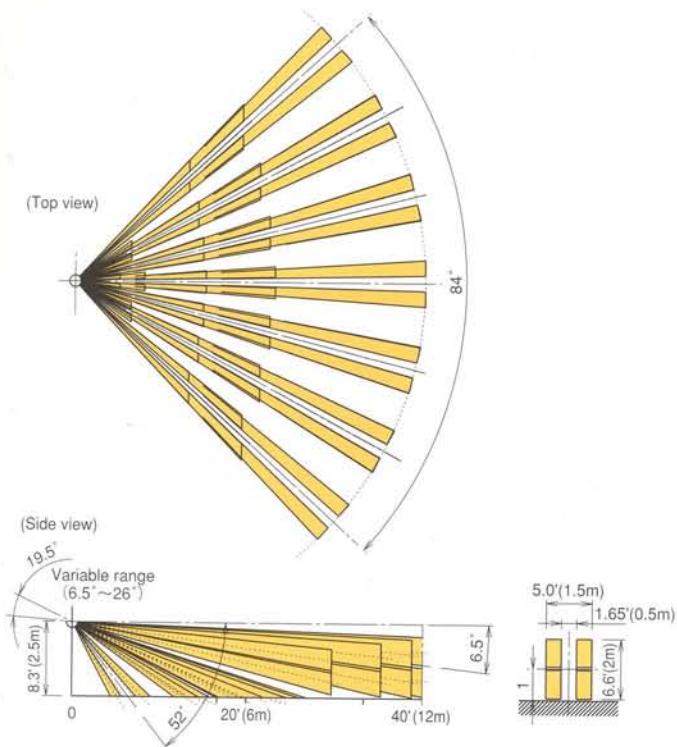 (Top view)
84°
(Side view)
19.5°
Variable range
(6.5°～26°)
8.3'(2.5m)
52°
6.5°
0
20'(6m)
40'(12m)
5.0'(1.5m)
1.65'(0.5m)
6.6'(2m)
1